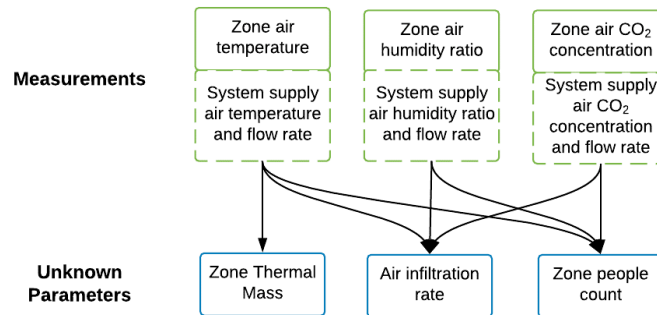 Zone air
temperature
Zone air
humidity ratio
Zone air CO₂
concentration
Measurements
System supply
air temperature
and flow rate
System supply
air humidity ratio
and flow rate
System supply
air CO₂
concentration
and flow rate
Unknown
Parameters
Zone Thermal
Mass
Air infiltration
rate
Zone people
count